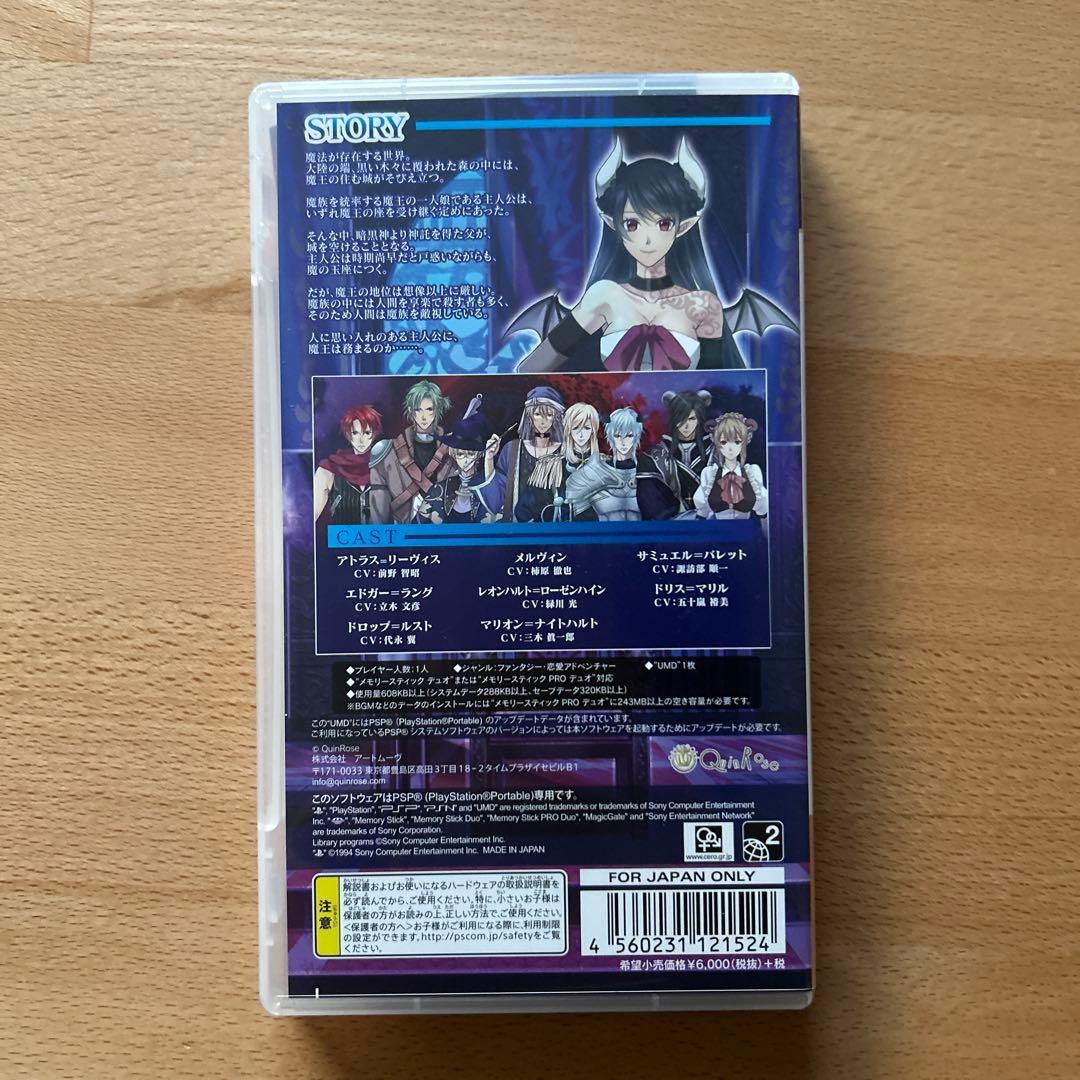 STORY
魔法が存在する世界。
大陸の端、黒い木々に覆われた森の中には、
魔王の住む城がそびえ立つ。
魔族を統率する魔王の一人娘である主人公は、
いずれ魔王の座を受け継ぐ定めにあった。
そんな中、暗黒神より神託を得た父が、
城を空けることとなる。
主人公は時期尚早だと戸惑いながらも、
魔の玉座につく。
だが、魔王の地位は想像以上に厳しい。
魔族の中には人間を享楽で殺す者も多く、
そのため人間は魔族を敵視している。
人に思い入れのある主人公に、
魔王は務まるのか……。
CAST
アトラス=リーヴィス
CV:前野 智昭
メルヴィン
CV:柿原 徹也
サミュエル=バレット
CV:諏訪部 順一
エドガー=ラング
CV:立木 文彦
レオンハルト=ローゼンハイン
CV:緑川 光
ドリス=マリル
CV:五十嵐 裕美
ドロップ=ルスト
CV:代永 翼
マリオン=ナイトハルト
CV:三木 眞一郎
◆プレイヤー人数:1人 ◆ジャンル:ファンタジー・恋愛アドベンチャー ◆"UMD"1枚
◆"メモリースティック デュオ"または"メモリースティック PRO デュオ"対応
◆使用量608KB以上(システムデータ288KB以上、セーブデータ320KB以上)
※BGMなどのデータのインストールには"メモリースティック PRO デュオ"に243MB以上の空き容量が必要です。
この"UMD"にはPSP® (PlayStation®Portable) のアップデートデータが含まれています。
ご利用になっているPSP® システムソフトウェアのバージョンによっては本ソフトウェアを起動するためにアップデートが必要です。
© QuinRose
株式会社 アートムーヴ
〒171-0033 東京都豊島区高田3丁目18-2タイムプラザイセビルB1
info@quinrose.com
QuinRose
このソフトウェアはPSP® (PlayStation®Portable)専用です。
"PS", "PlayStation", "PSP", "PSN" and "UMD" are registered trademarks or trademarks of Sony Computer Entertainment
Inc. "", "Memory Stick", "Memory Stick Duo", "Memory Stick PRO Duo", "MagicGate" and "Sony Entertainment Network"
are trademarks of Sony Corporation.
Library programs ©Sony Computer Entertainment Inc.
"PS" ©1994 Sony Computer Entertainment Inc. MADE IN JAPAN
www.cero.gr.jp
2
注意
解説書およびお使いになるハードウェアの取扱説明書を
必ず読んでから、ご使用ください。特に、小さいお子様は
保護者の方がお読みの上、正しい方法で、ご使用ください。
<保護者の方へ>お子様がご利用になる際に、利用制限
の設定ができます。http://pscom.jp/safetyをご覧
ください。
FOR JAPAN ONLY
4 560231 121524
希望小売価格¥6,000(税抜)+税